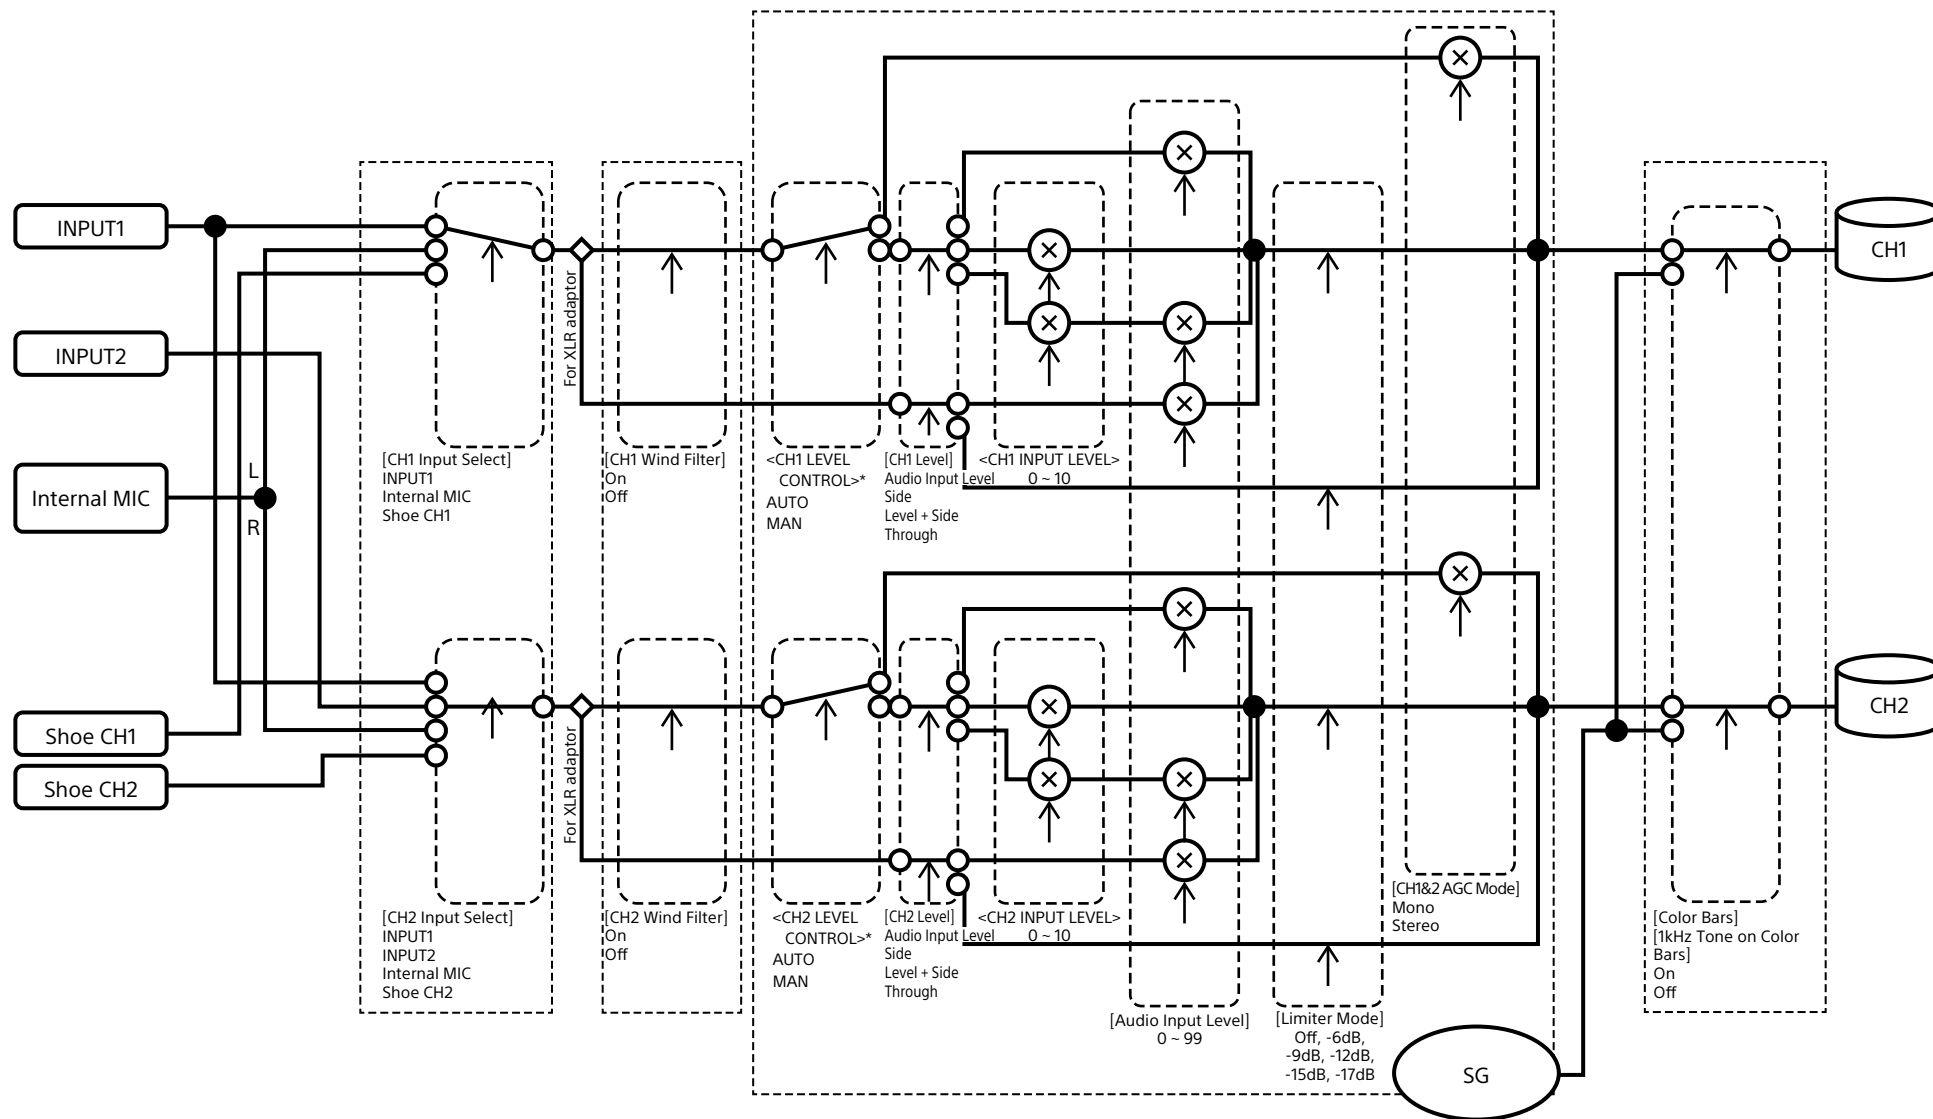 INPUT1
INPUT2
Internal MIC
L
R
Shoe CH1
Shoe CH2
[CH1 Input Select]
INPUT1
Internal MIC
Shoe CH1
For XLR adaptor
[CH1 Wind Filter]
On
Off
<CH1 LEVEL
CONTROL>*
AUTO
MAN
[CH1 Level]
Audio Input Level
Side
Level + Side
Through
<CH1 INPUT LEVEL>
0 ~ 10
CH1
[CH2 Input Select]
INPUT1
INPUT2
Internal MIC
Shoe CH2
For XLR adaptor
[CH2 Wind Filter]
On
Off
<CH2 LEVEL
CONTROL>*
AUTO
MAN
[CH2 Level]
Audio Input Level
Side
Level + Side
Through
<CH2 INPUT LEVEL>
0 ~ 10
[Audio Input Level]
0 ~ 99
[Limiter Mode]
Off, -6dB,
-9dB, -12dB,
-15dB, -17dB
[CH1&2 AGC Mode]
Mono
Stereo
SG
CH2
[Color Bars]
[1kHz Tone on Color
Bars]
On
Off